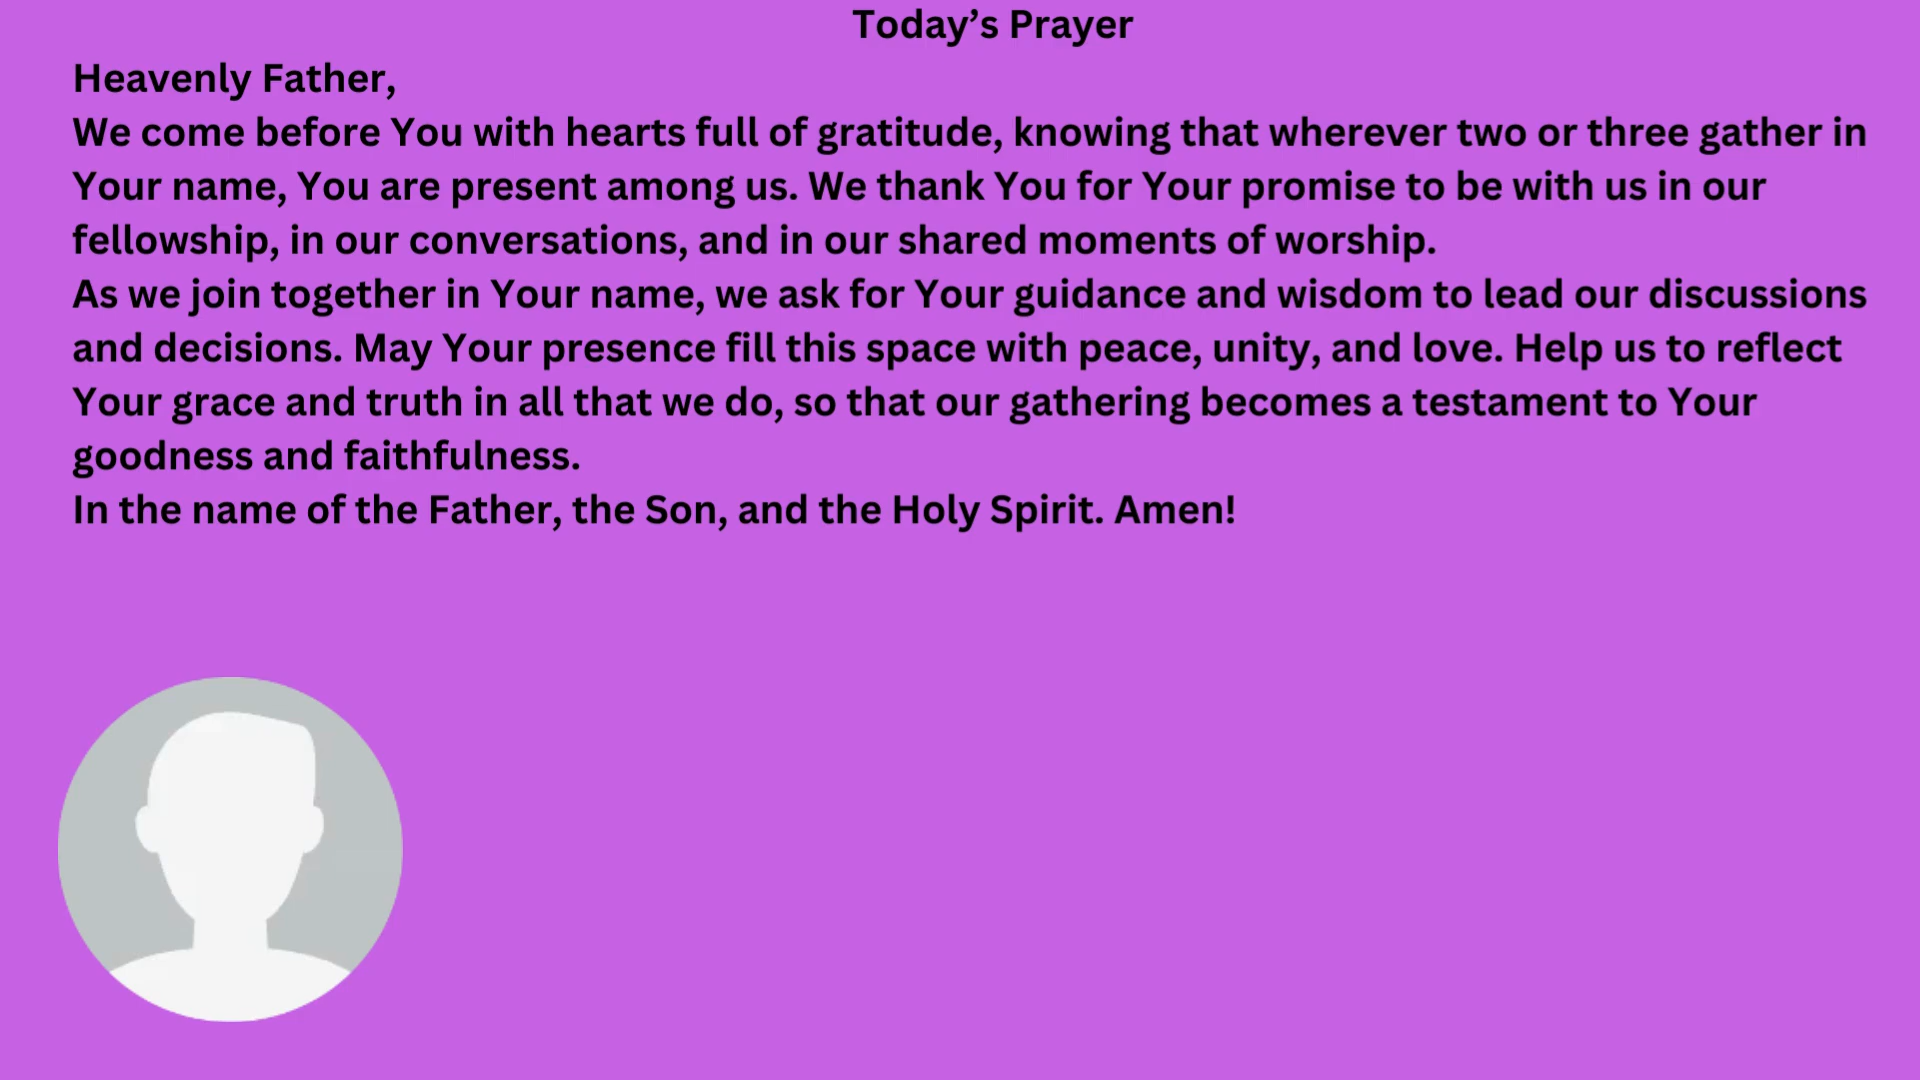 Today’s Prayer
Heavenly Father,
We come before You with hearts full of gratitude, knowing that wherever two or three gather in
Your name, You are present among us. We thank You for Your promise to be with us in our
fellowship, in our conversations, and in our shared moments of worship.
As we join together in Your name, we ask for Your guidance and wisdom to lead our discussions
and decisions. May Your presence fill this space with peace, unity, and love. Help us to reflect
Your grace and truth in all that we do, so that our gathering becomes a testament to Your
goodness and faithfulness.
In the name of the Father, the Son, and the Holy Spirit. Amen!